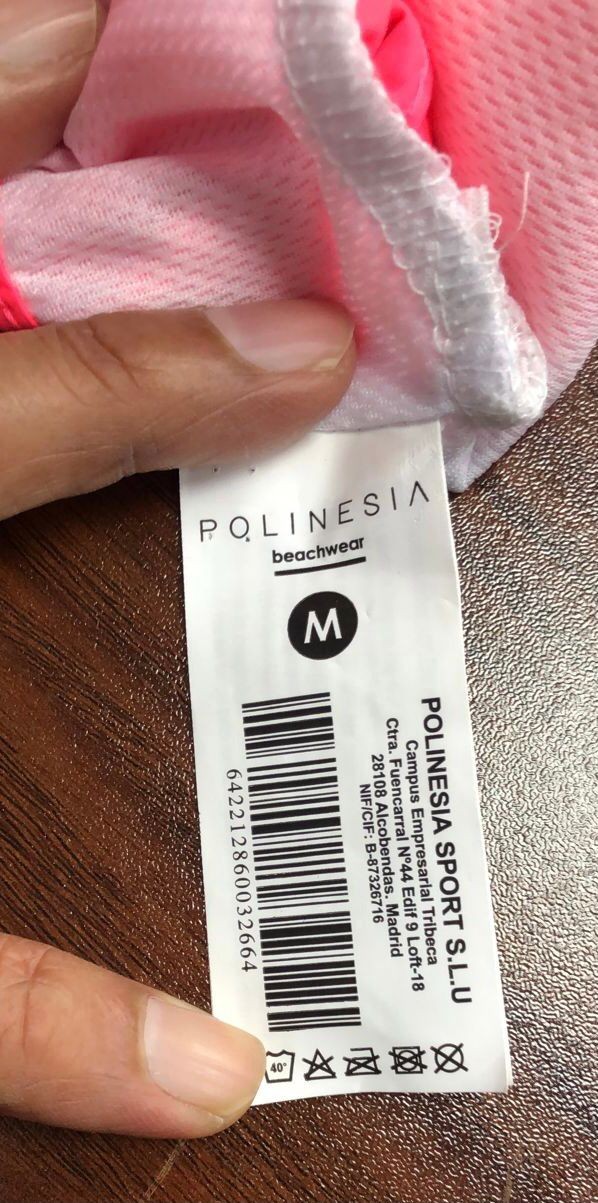 POLINESIA
beachwear
M
POLINESIA SPORT S.L.U
Campus Empresarial Tribeca
Ctra. Fuencarral Nº44 Edif 9 Loft-18
28108 Alcobendas. Madrid
NIF/CIF: B-87326716
642212860032664
40°